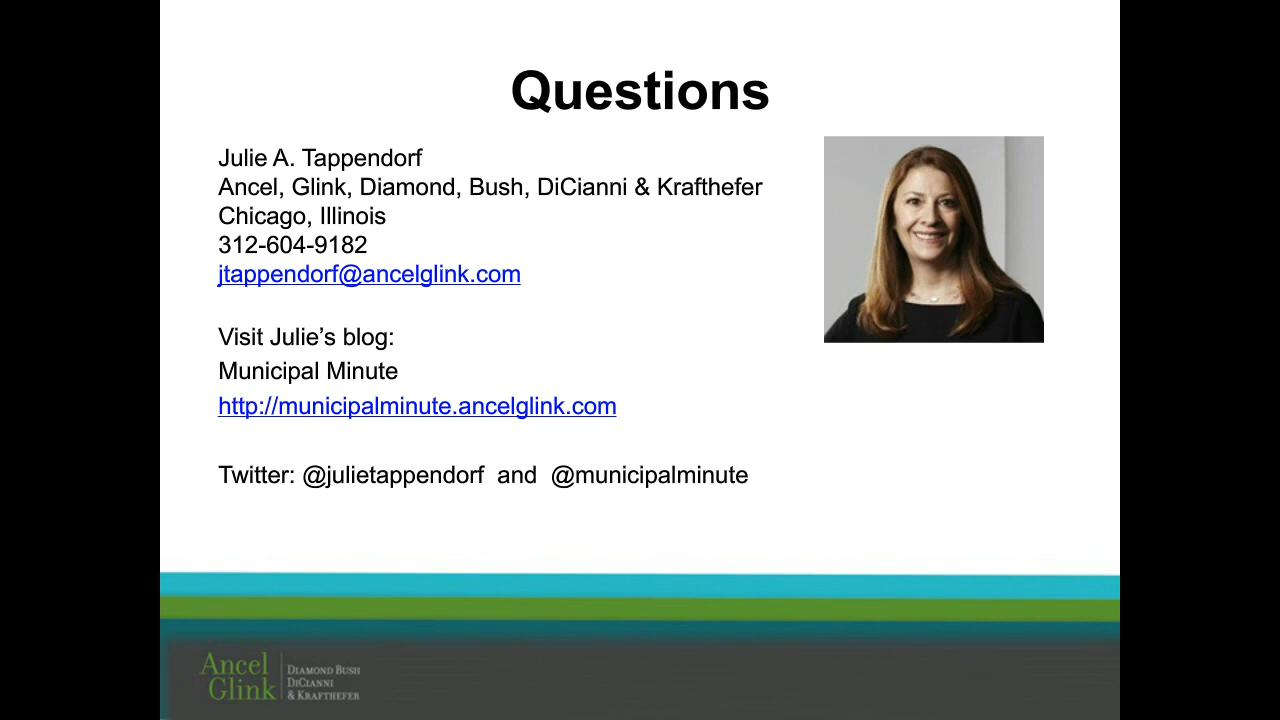 Questions
Julie A. Tappendorf
Ancel, Glink, Diamond, Bush, DiCianni & Krafthefer
Chicago, Illinois
312-604-9182
jtappendorf@ancelglink.com
Visit Julie’s blog:
Municipal Minute
http://municipalminute.ancelglink.com
Twitter: @julietappendorf and @municipalminute
Ancel
Glink
Diamond Bush
DiCianni
& Krafthefer